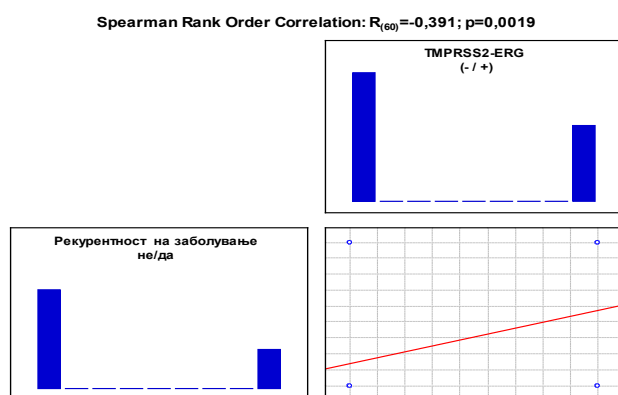 Spearman Rank Order Correlation: R(60)=-0,391; p=0,0019
TMPRSS2-ERG
(- / +)
Рекурентност на заболување
не/да